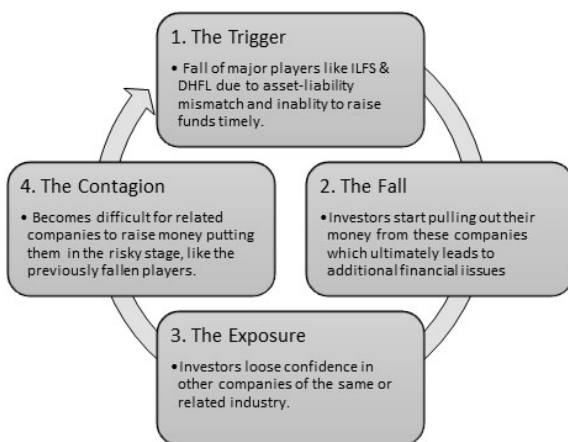 1. The Trigger
• Fall of major players like ILFS &
DHFL due to asset-liability
mismatch and inablity to raise
funds timely.
2. The Fall
• Investors start pulling out their
money from these companies
which ultimately leads to
additional financial iissues
3. The Exposure
• Investors loose confidence in
other companies of the same or
related industry.
4. The Contagion
• Becomes difficult for related
companies to raise money putting
them in the risky stage, like the
previously fallen players.